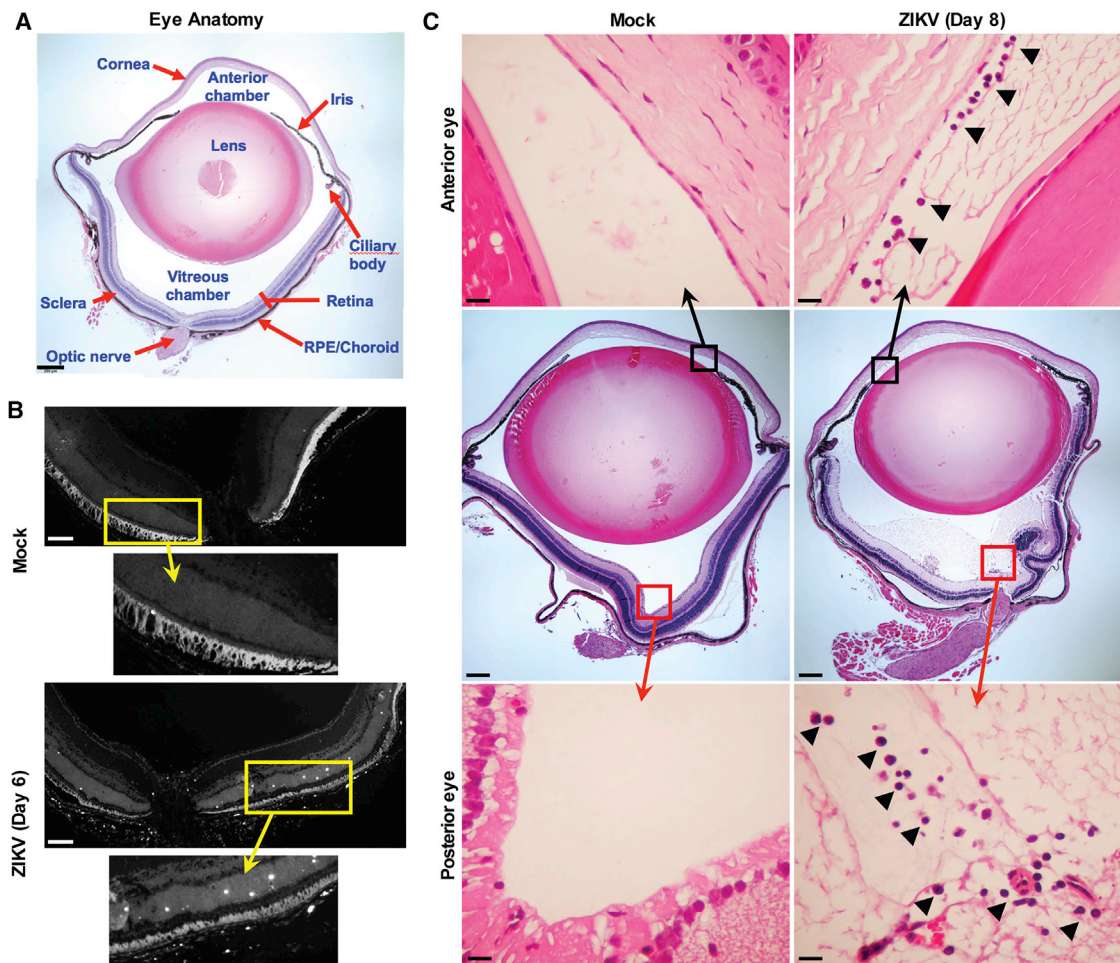 A
Eye Anatomy
Cornea
Anterior
chamber
Iris
Lens
Ciliary
body
Vitreous
chamber
Sclera
Retina
Optic nerve
RPE/Choroid
B
Mock
ZIKV (Day 6)
C
Mock
ZIKV (Day 8)
Anterior eye
Posterior eye